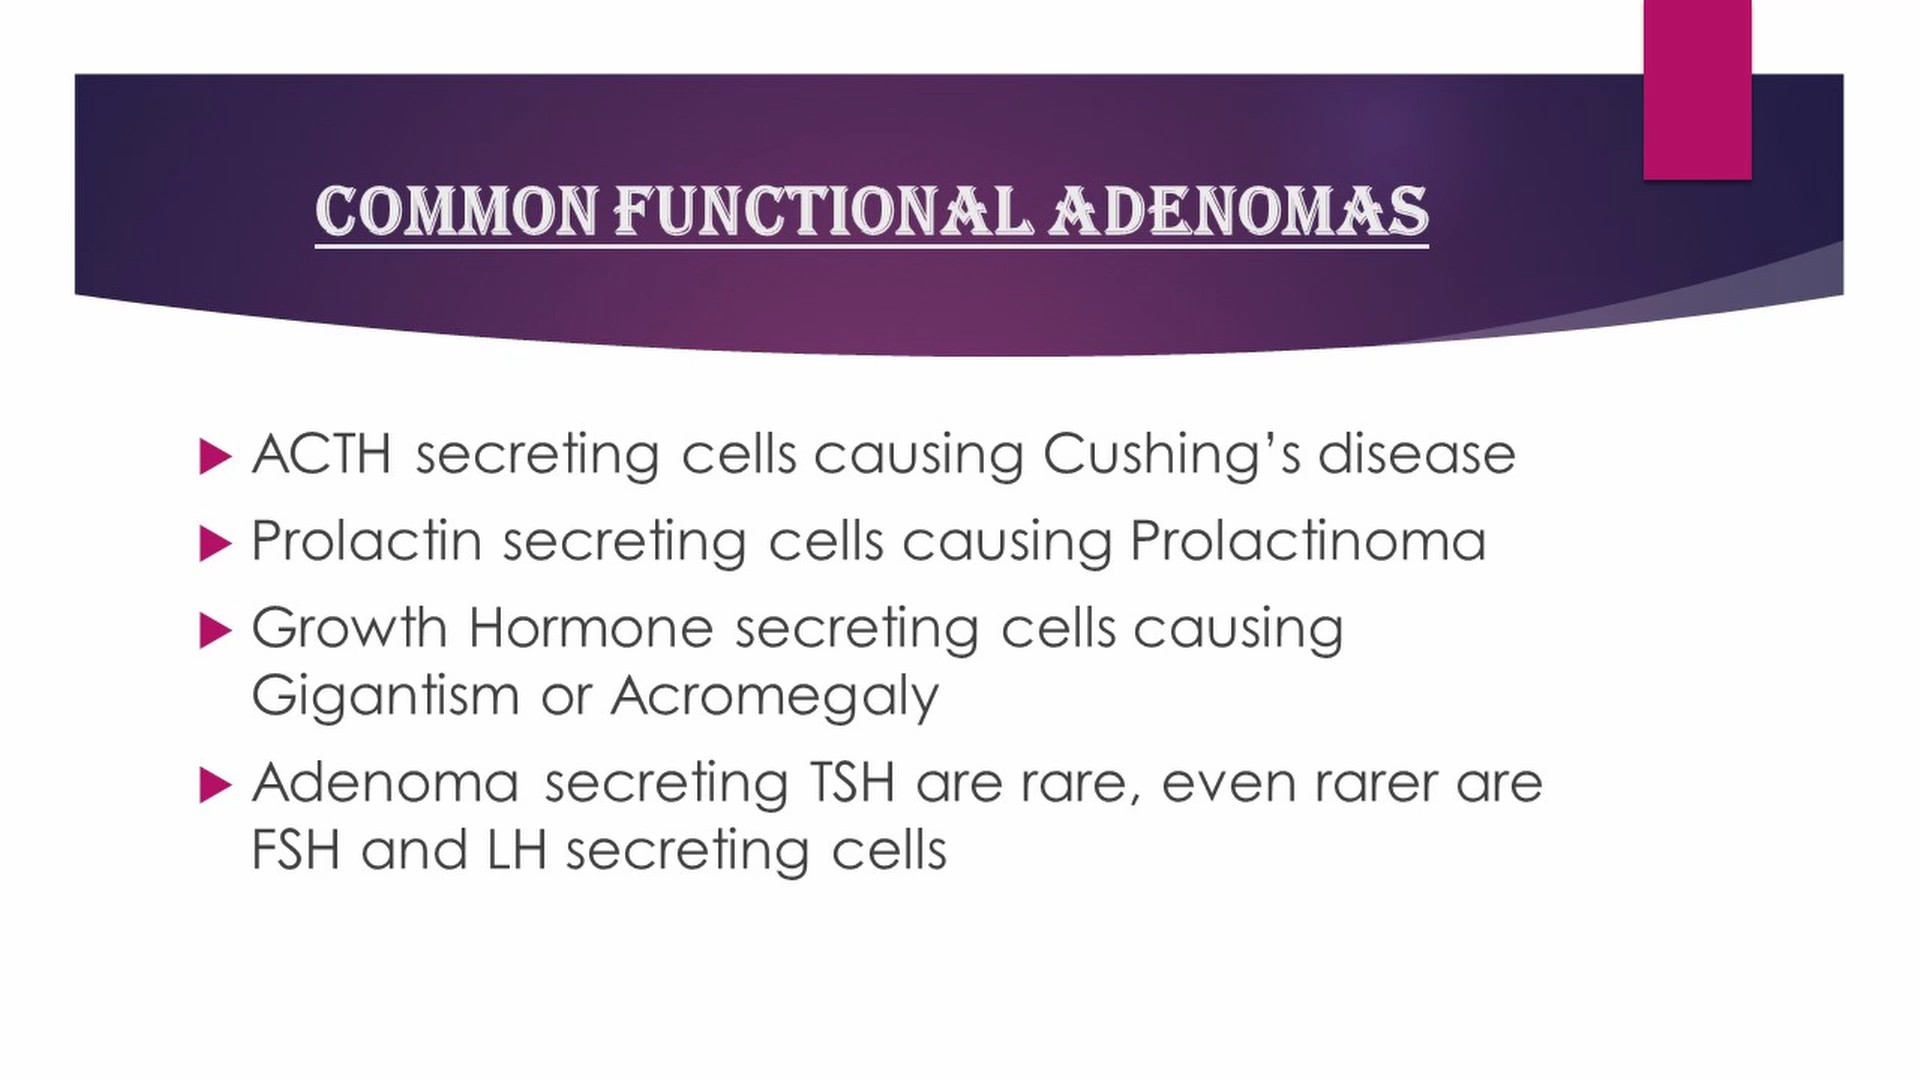 COMMON FUNCTIONAL ADENOMAS
ACTH secreting cells causing Cushing’s disease
Prolactin secreting cells causing Prolactinoma
Growth Hormone secreting cells causing
Gigantism or Acromegaly
Adenoma secreting TSH are rare, even rarer are
FSH and LH secreting cells